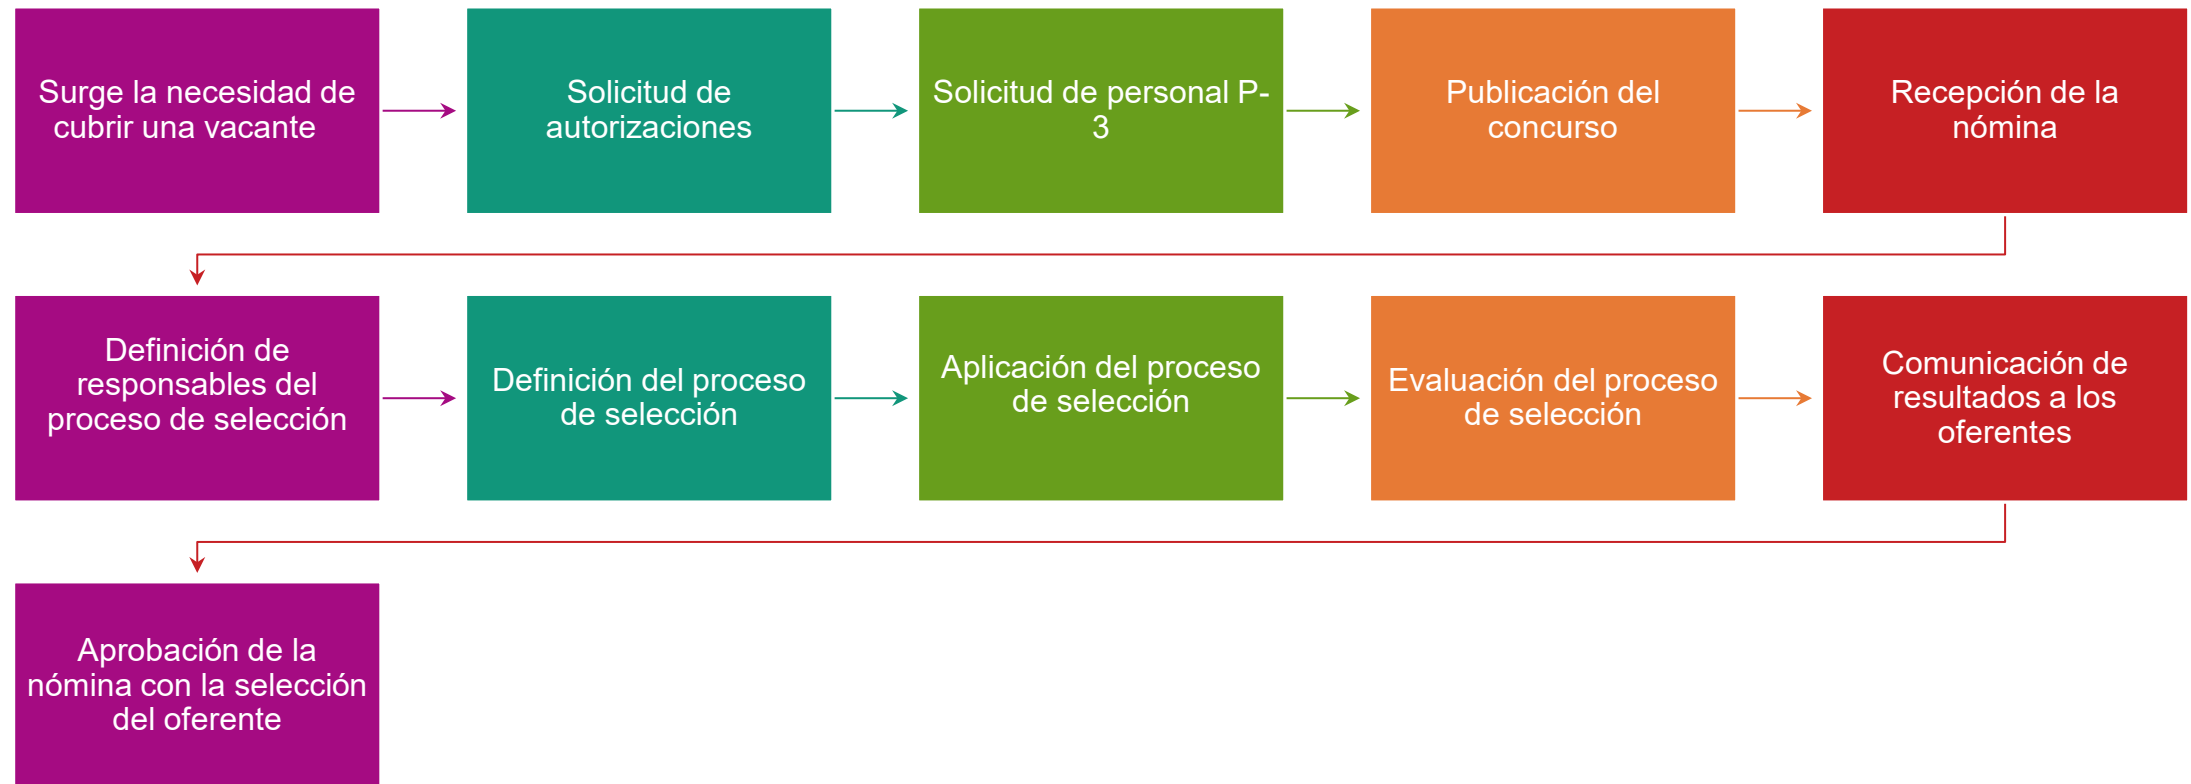 Surge la necesidad de
cubrir una vacante
Solicitud de
autorizaciones
Solicitud de personal P-
3
Publicación del
concurso
Recepción de la
nómina
Definición de
responsables del
proceso de selección
Definición del proceso
de selección
Aplicación del proceso
de selección
Evaluación del proceso
de selección
Comunicación de
resultados a los
oferentes
Aprobación de la
nómina con la selección
del oferente